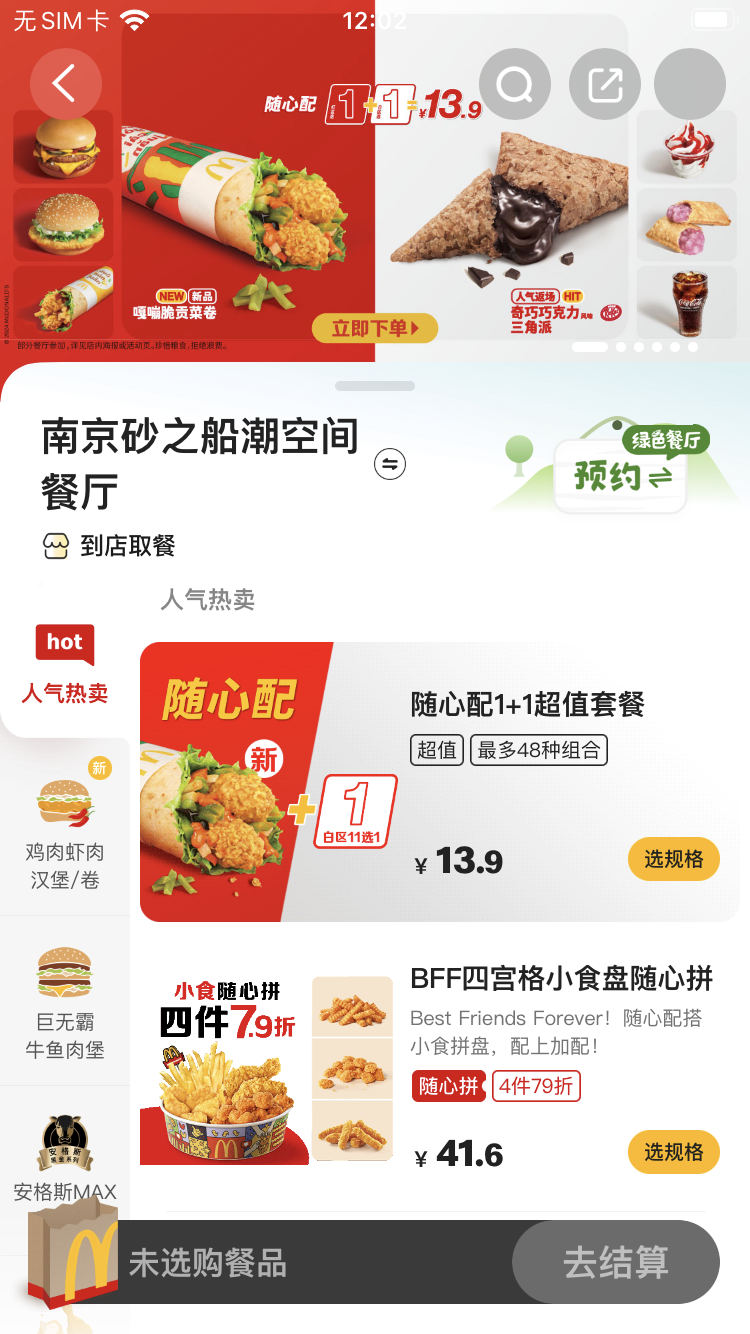 无SIM卡
12:02
随心配 1+1=¥13.9
NEW 新品
嘎嘣脆贡菜卷
人气返场 HIT
奇巧巧克力风味
三角派
立即下单
部分餐厅参加,详见店内海报或活动页。珍惜粮食,拒绝浪费。
南京砂之船潮空间
餐厅
绿色餐厅
预约
到店取餐
人气热卖
hot
人气热卖
随心配
新
1
白区11选1
随心配1+1超值套餐
超值 最多48种组合
¥ 13.9
选规格
新
鸡肉虾肉
汉堡/卷
巨无霸
牛鱼肉堡
安格斯
黑金系列
安格斯MAX
小食随心拼
四件7.9折
BFF四宫格小食盘随心拼
Best Friends Forever！随心配搭
小食拼盘，配上加配！
随心拼 4件79折
¥ 41.6
选规格
未选购餐品
去结算